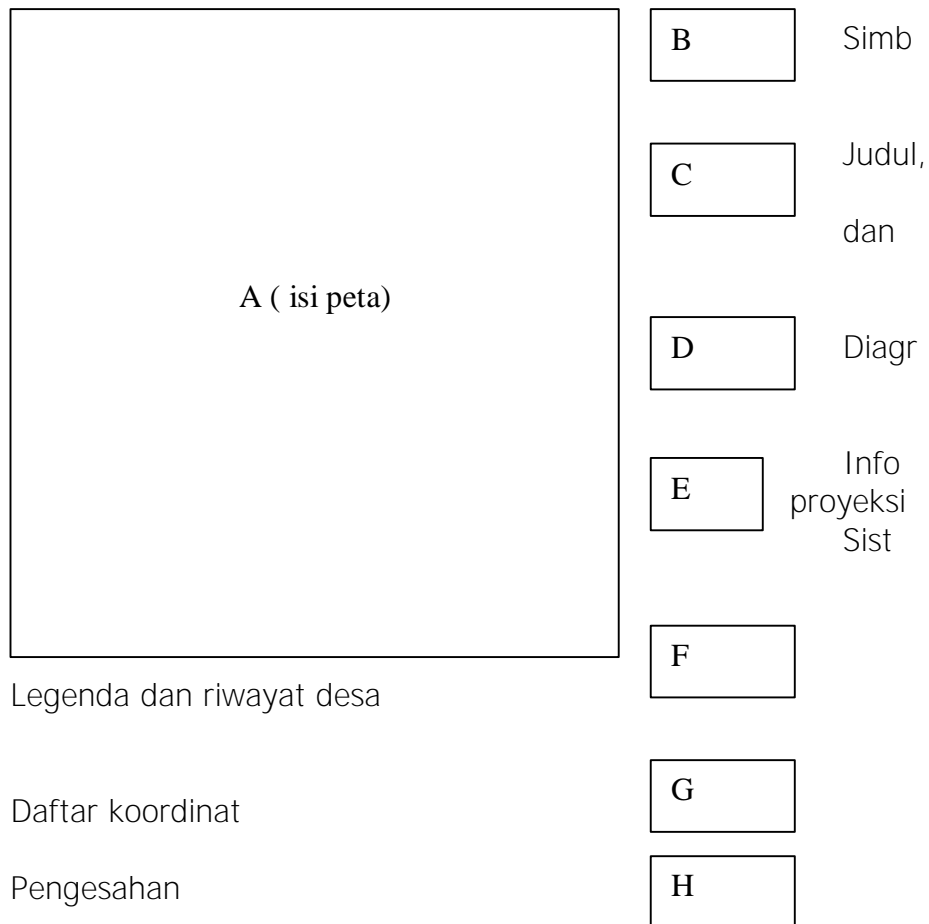 B
Simb
C
Judul,
dan
A ( isi peta)
D
Diagr
E
Info
proyeksi
Sist
F
Legenda dan riwayat desa
G
Daftar koordinat
H
Pengesahan